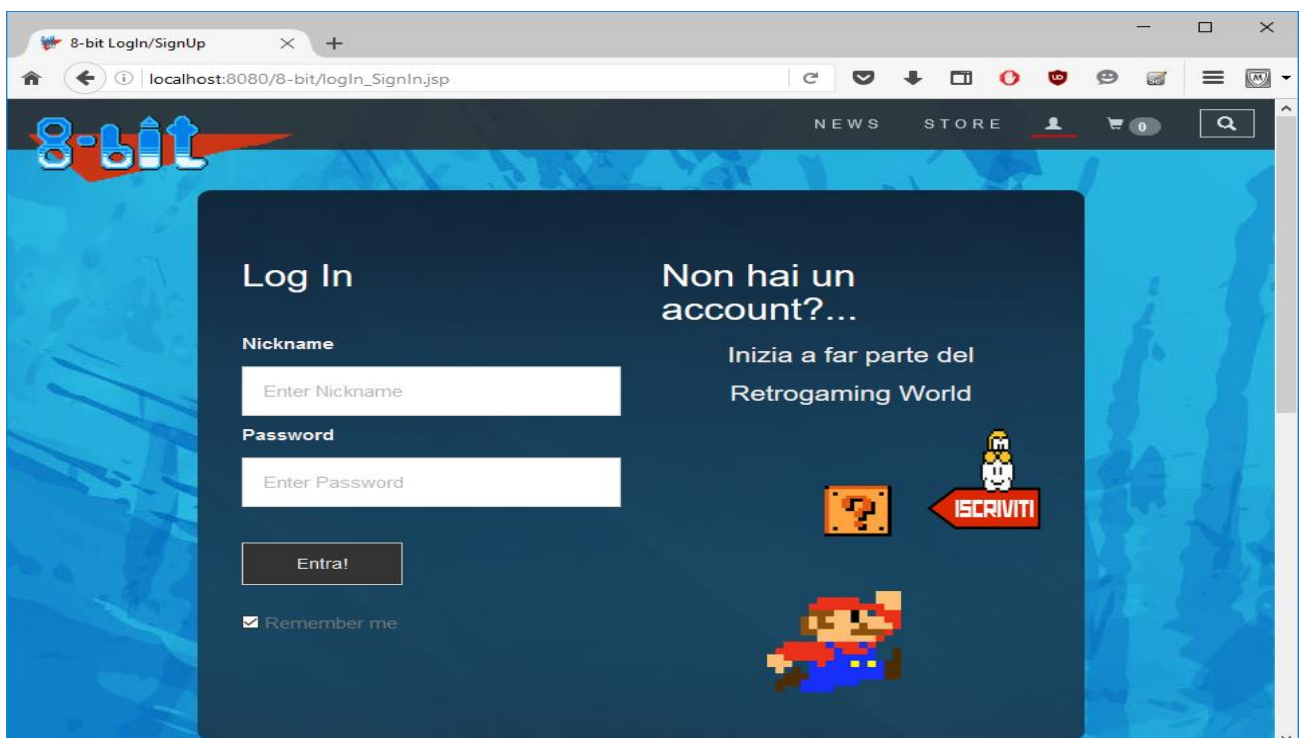 8-bit LogIn/SignUp
localhost:8080/8-bit/logIn_SignIn.jsp
8-bit
NEWS STORE 0
Log In
Nickname
Enter Nickname
Password
Enter Password
Entra!
Remember me
Non hai un
account?...
Inizia a far parte del
Retrogaming World
?
ISCRIVITI